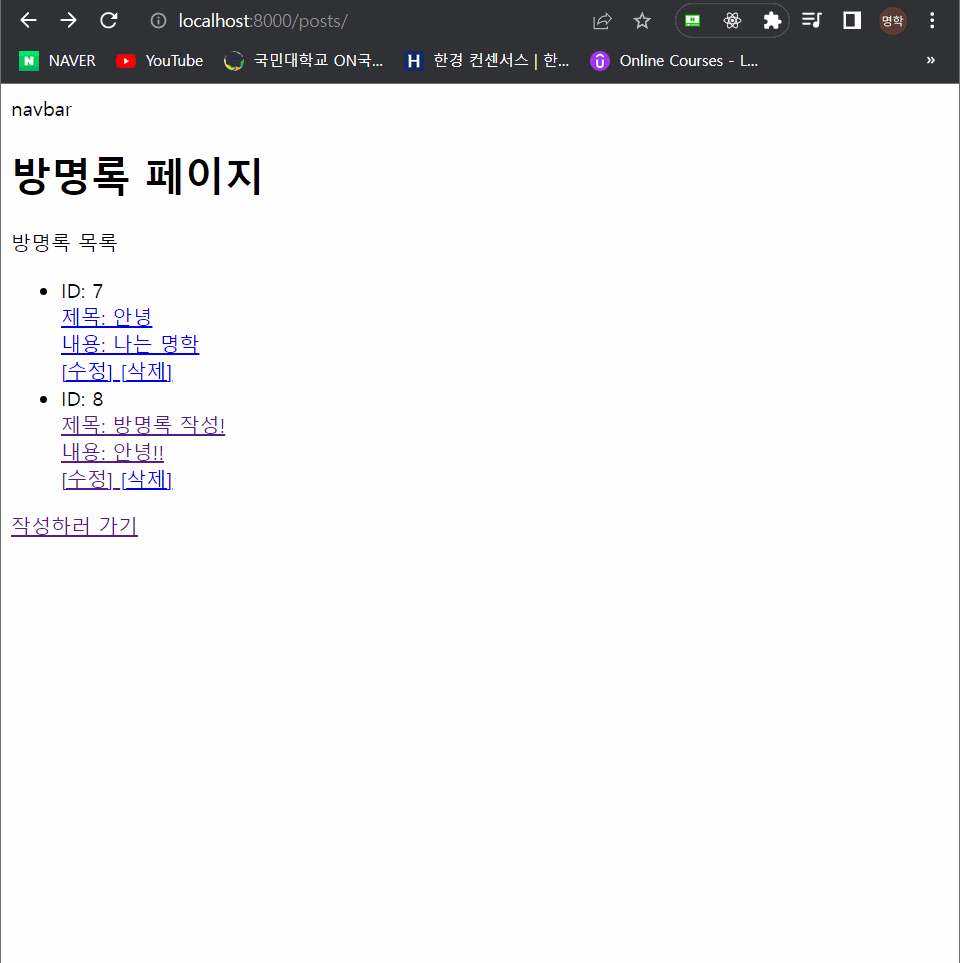 localhost:8000/posts/
명학
NAVER
YouTube
국민대학교 ON국...
한경 컨센서스 | 한...
Online Courses - L...
»
navbar
방명록 페이지
방명록 목록
ID: 7
제목: 안녕
내용: 나는 명학
[수정] [삭제]
ID: 8
제목: 방명록 작성!
내용: 안녕!!
[수정] [삭제]
작성하러 가기